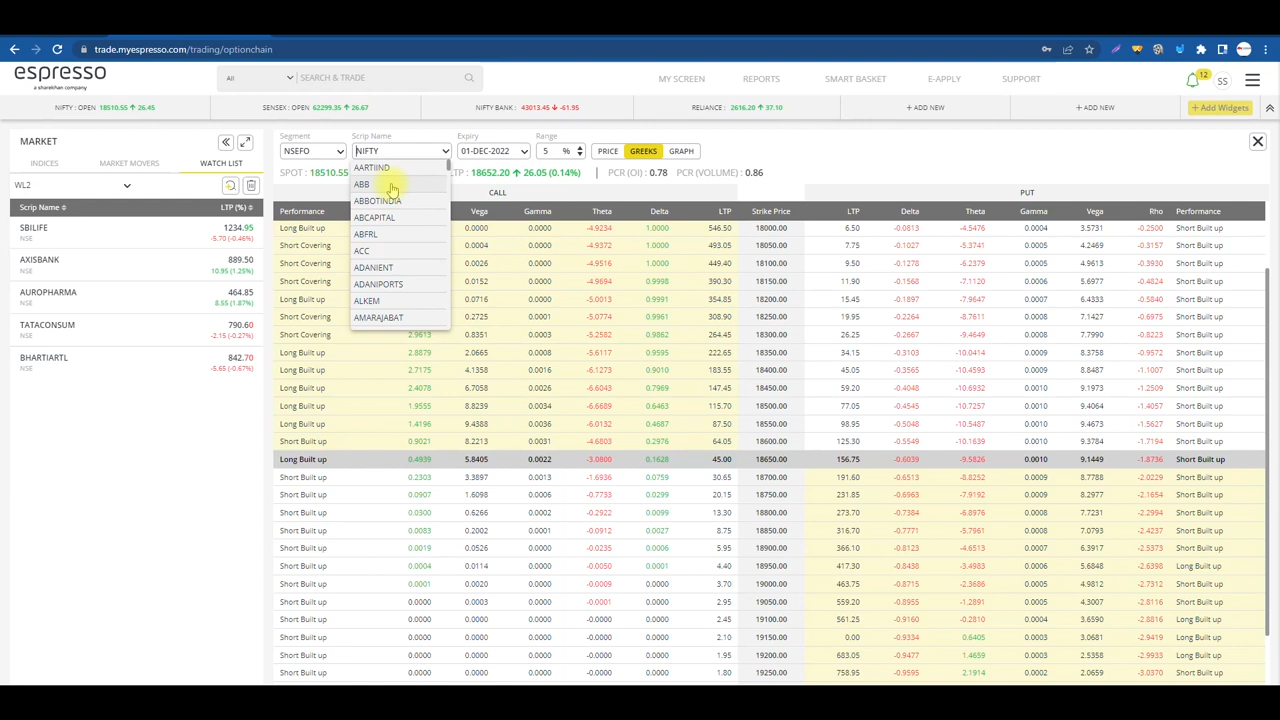 trade.myespresso.com/trading/optionchain
espresso
a sharekhan company
All SEARCH & TRADE MY SCREEN REPORTS SMART BASKET E-APPLY SUPPORT 12 SS
NIFTY : OPEN 18510.55 26.45 SENSEX : OPEN 62299.35 26.67 NIFTY BANK : 43013.45 -61.95 RELIANCE : 2616.20 37.10 + ADD NEW + ADD NEW + Add Widgets
MARKET
INDICES MARKET MOVERS WATCH LIST
WL2
Scrip Name LTP (%)
SBILIFE 1234.95
NSE -5.70 (-0.46%)
AXISBANK 889.50
NSE 10.95 (1.25%)
AUROPHARMA 464.85
NSE 8.55 (1.87%)
TATACONSUM 790.60
NSE -2.15 (-0.27%)
BHARTIARTL 842.70
NSE -5.65 (-0.67%)
Segment Scrip Name Expiry Range
NSEFO NIFTY 01-DEC-2022 5 % PRICE GREEKS GRAPH
AARTIIND
ABB
ABBOTINDIA
ABCAPITAL
ABFRL
ACC
ADANIENT
ADANIPORTS
ALKEM
AMARAJABAT
SPOT : 18510.55 LTP : 18652.20 26.05 (0.14%) | PCR (OI) : 0.78 PCR (VOLUME) : 0.86
CALL PUT
Performance Vega Gamma Theta Delta LTP Strike Price LTP Delta Theta Gamma Vega Rho Performance
Long Built up 0.0000 0.0000 -4.9234 1.0000 546.50 18000.00 6.50 -0.0813 -4.5476 0.0004 3.5731 -0.2500 Short Built up
Short Covering 0.0004 0.0000 -4.9372 1.0000 493.05 18050.00 7.75 -0.1027 -5.3741 0.0004 4.2469 -0.3157 Short Built up
Short Covering 0.0026 0.0000 -4.9516 1.0000 449.40 18100.00 9.50 -0.1283 -6.2379 0.0005 4.9613 -0.3930 Short Built up
Short Covering 0.0152 0.0000 -4.9694 0.9998 390.30 18150.00 11.90 -0.1568 -7.1120 0.0006 5.6831 -0.4797 Short Built up
Long Built up 0.0716 0.0000 -5.0013 0.9991 354.85 18200.00 15.45 -0.1897 -7.9647 0.0007 6.4213 -0.5802 Short Built up
Short Covering 0.2725 0.0001 -5.0774 0.9961 308.90 18250.00 19.95 -0.2264 -8.7611 0.0007 7.1427 -0.6975 Short Built up
Short Covering 2.9613 0.8351 0.0003 -5.2582 0.9862 264.45 18300.00 26.25 -0.2667 -9.4649 0.0008 7.7990 -0.8223 Short Built up
Long Built up 2.8879 2.0665 0.0008 -5.6117 0.9595 222.65 18350.00 34.15 -0.3103 -10.0414 0.0009 8.3758 -0.9572 Short Built up
Long Built up 2.7175 4.1358 0.0016 -6.1273 0.9010 183.55 18400.00 45.05 -0.3565 -10.4593 0.0009 8.8487 -1.1007 Short Built up
Long Built up 2.4078 6.7208 0.0026 -6.6043 0.7969 147.45 18450.00 59.20 -0.4048 -10.6932 0.0010 9.1920 -1.2509 Short Built up
Long Built up 1.9555 8.8239 0.0034 -6.6689 0.6463 115.70 18500.00 77.05 -0.4545 -10.7257 0.0010 9.4064 -1.4057 Short Built up
Long Built up 1.4196 9.4388 0.0036 -6.0132 0.4687 87.50 18550.00 98.95 -0.5048 -10.5487 0.0010 9.4673 -1.5627 Short Built up
Short Built up 0.9021 8.2213 0.0031 -4.6803 0.2976 64.05 18600.00 125.30 -0.5549 -10.1639 0.0010 9.3784 -1.7194 Short Built up
Long Built up 0.4939 5.8405 0.0022 -3.0800 0.1628 45.00 18650.00 156.75 -0.6039 -9.5826 0.0010 9.1449 -1.8736 Short Built up
Short Built up 0.2303 3.3897 0.0013 -1.6936 0.0759 30.65 18700.00 191.60 -0.6513 -8.8252 0.0010 8.7788 -2.0229 Short Built up
Short Built up 0.0907 1.6098 0.0006 -0.7733 0.0299 20.15 18750.00 231.85 -0.6963 -7.9192 0.0009 8.2977 -2.1654 Short Built up
Short Built up 0.0300 0.6266 0.0002 -0.2922 0.0099 13.30 18800.00 273.70 -0.7384 -6.8976 0.0009 7.7200 -2.2994 Short Built up
Short Built up 0.0083 0.2002 0.0001 -0.0912 0.0027 8.75 18850.00 316.70 -0.7771 -5.7961 0.0008 7.0793 -2.4237 Short Built up
Short Built up 0.0019 0.0526 0.0000 -0.0235 0.0006 5.95 18900.00 366.10 -0.8123 -4.6513 0.0007 6.3917 -2.5373 Short Built up
Short Built up 0.0004 0.0114 0.0000 -0.0050 0.0001 4.40 18950.00 417.30 -0.8438 -3.4983 0.0006 5.6848 -2.6398 Long Built up
Short Built up 0.0001 0.0020 0.0000 -0.0009 0.0000 3.85 19000.00 463.75 -0.8715 -2.3686 0.0006 4.9812 -2.7312 Short Built up
Short Built up 0.0000 0.0003 0.0000 -0.0001 0.0000 2.95 19050.00 559.20 -0.8955 -1.2891 0.0005 4.3007 -2.8116 Short Built up
Short Built up 0.0000 0.0000 0.0000 -0.0000 0.0000 2.45 19100.00 561.25 -0.9160 -0.2810 0.0004 3.6590 -2.8816 Long Built up
Short Built up 0.0000 0.0000 0.0000 -0.0000 0.0000 2.10 19150.00 0.00 -0.9334 0.6405 0.0004 3.0681 -2.9419 Long Built up
Short Built up 0.0000 0.0000 0.0000 -0.0000 0.0000 1.95 19200.00 683.05 -0.9477 1.4659 0.0003 2.5358 -2.9933 Long Built up
Short Built up 0.0000 0.0000 0.0000 -0.0000 0.0000 1.80 19250.00 758.95 -0.9595 2.1914 0.0003 2.0659 -3.0370 Short Built up